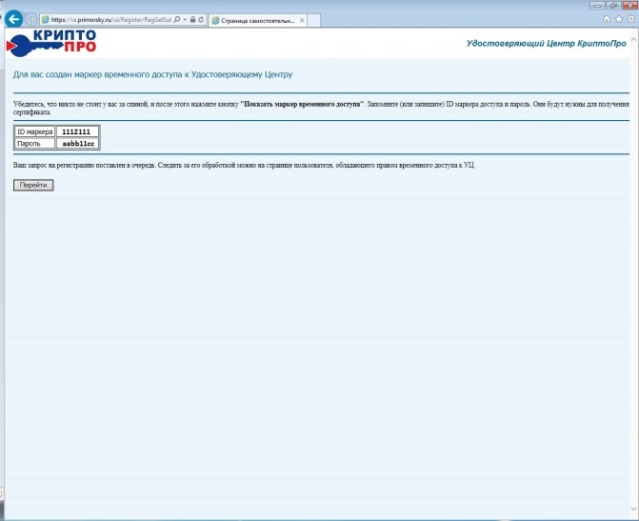 https://ra.primorsky.ru/ui/Register/RegGetSul
Страница самостоятельн...
КРИПТО
ПРО
Удостоверяющий Центр КриптоПро
Для вас создан маркер временного доступа к Удостоверяющему Центру
Убедитесь, что никто не стоит у вас за спиной, и после этого нажмите кнопку "Показать маркер временного доступа". Запомните (или запишите) ID маркера доступа и пароль. Они будут нужны для получения
сертификата.
ID маркера 1112111
Пароль aabb11cc
Ваш запрос на регистрацию поставлен в очередь. Следить за его обработкой можно на странице пользователя, обладающего правом временного доступа к УЦ.
Перейти